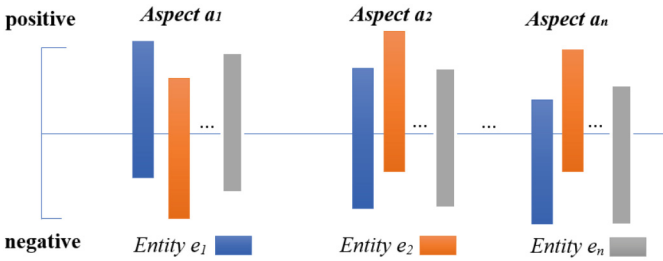 positive Aspect a1 Aspect a2 Aspect an
... ... ... ...
negative Entity e1 Entity e2 Entity en